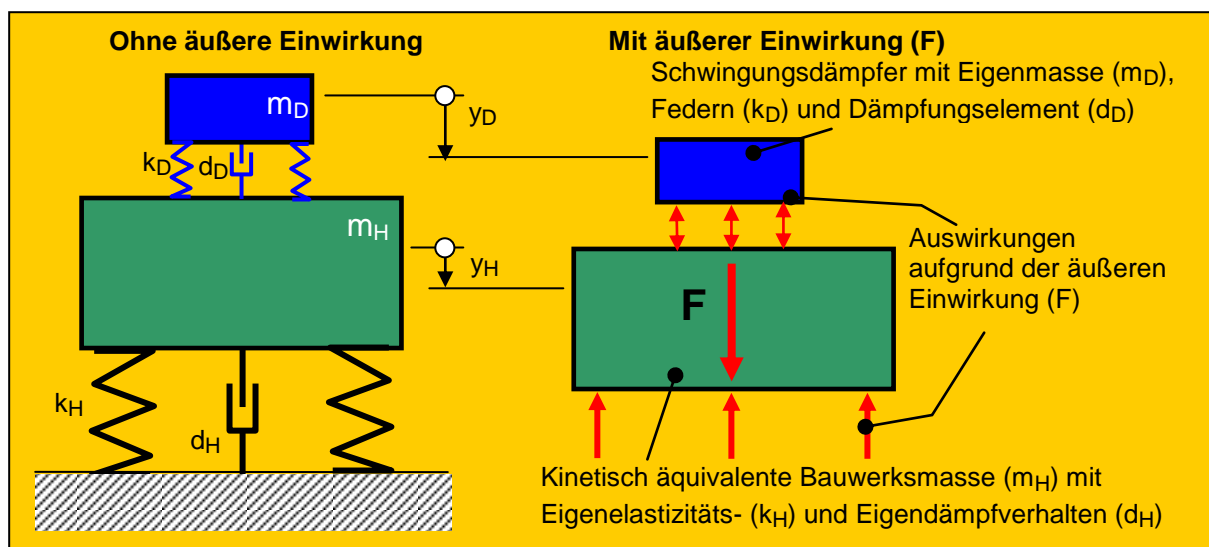 Ohne äußere Einwirkung
mD
kD
dD
mH
kH
dH
yD
yH
Mit äußerer Einwirkung (F)
Schwingungsdämpfer mit Eigenmasse (mD),
Federn (kD) und Dämpfungselement (dD)
F
Auswirkungen
aufgrund der äußeren
Einwirkung (F)
Kinetisch äquivalente Bauwerksmasse (mH) mit
Eigenelastizitäts- (kH) und Eigendämpfverhalten (dH)